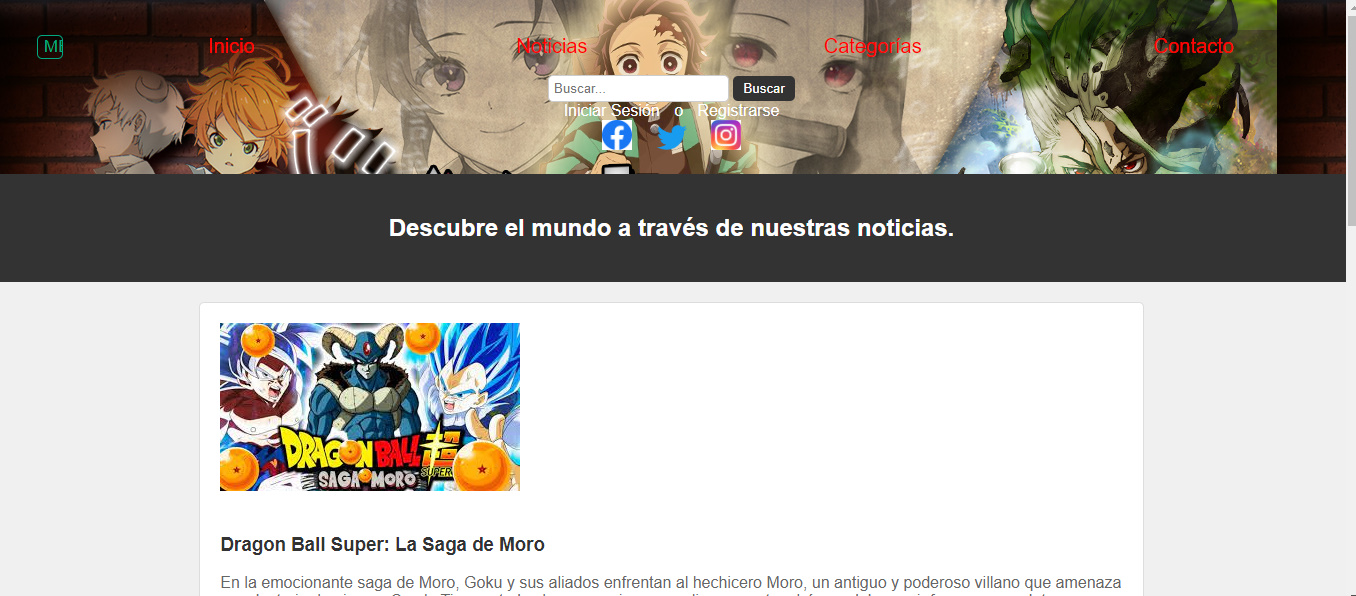 MI
Inicio
Noticias
Categorías
Contacto
Buscar...
Buscar
Iniciar Sesión o Registrarse
Descubre el mundo a través de nuestras noticias.
DRAGON BALL
SUPER
SAGA MORO
Dragon Ball Super: La Saga de Moro
En la emocionante saga de Moro, Goku y sus aliados enfrentan al hechicero Moro, un antiguo y poderoso villano que amenaza